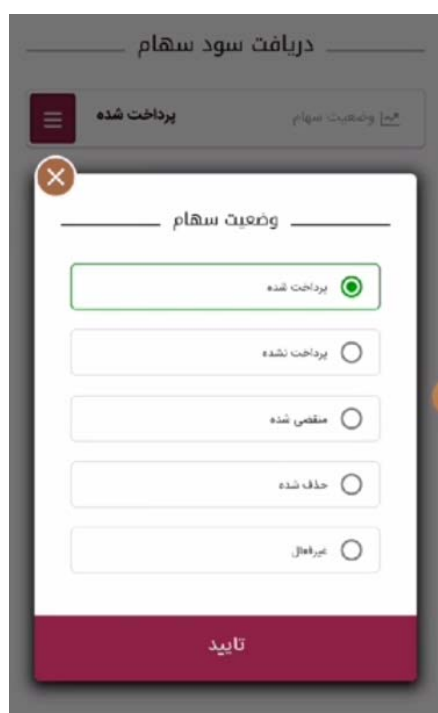 دریافت سود سهام
وضعیت سهام
پرداخت شده
وضعیت سهام
پرداخت شده
پرداخت نشده
منقضی شده
حذف شده
غیرفعال
تایید